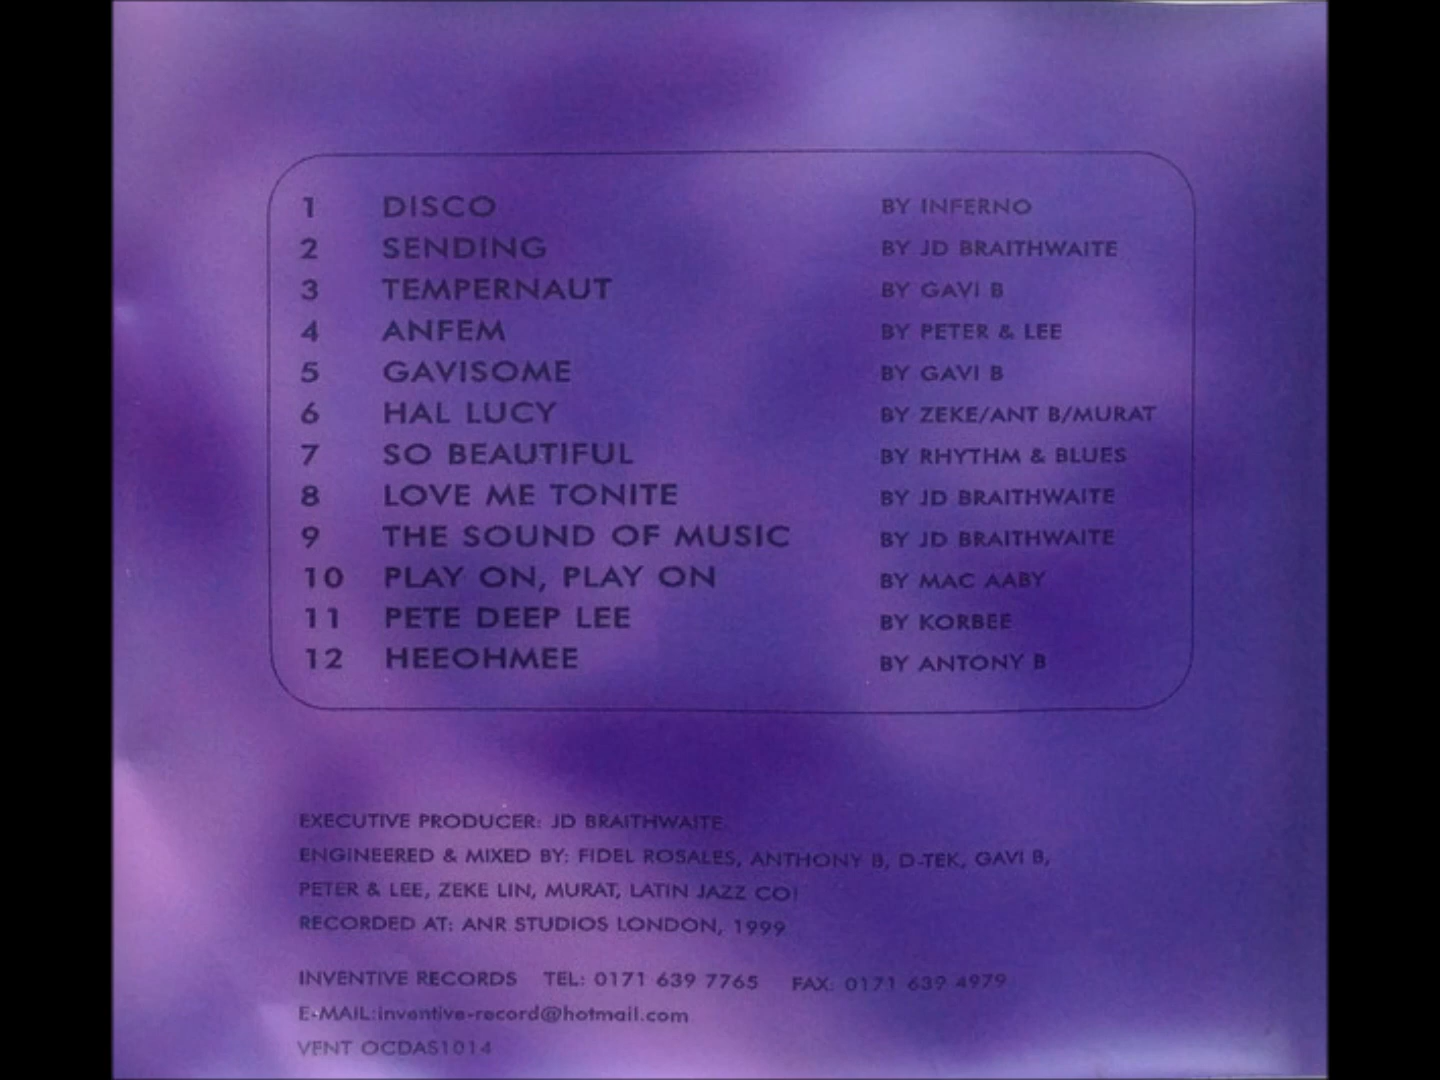 1 DISCO BY INFERNO
2 SENDING BY JD BRAITHWAITE
3 TEMPERNAUT BY GAVI B
4 ANFEM BY PETER & LEE
5 GAVISOME BY GAVI B
6 HAL LUCY BY ZEKE/ANT B/MURAT
7 SO BEAUTIFUL BY RHYTHM & BLUES
8 LOVE ME TONITE BY JD BRAITHWAITE
9 THE SOUND OF MUSIC BY JD BRAITHWAITE
10 PLAY ON, PLAY ON BY MAC AABY
11 PETE DEEP LEE BY KORBEE
12 HEEOHMEE BY ANTONY B
EXECUTIVE PRODUCER: JD BRAITHWAITE
ENGINEERED & MIXED BY: FIDEL ROSALES, ANTHONY B, D-TEK, GAVI B,
PETER & LEE, ZEKE LIN, MURAT, LATIN JAZZ CO!
RECORDED AT: ANR STUDIOS LONDON, 1999
INVENTIVE RECORDS TEL: 0171 639 7765 FAX: 0171 639 4979
E-MAIL:inventive-record@hotmail.com
VENT OCDAS1014